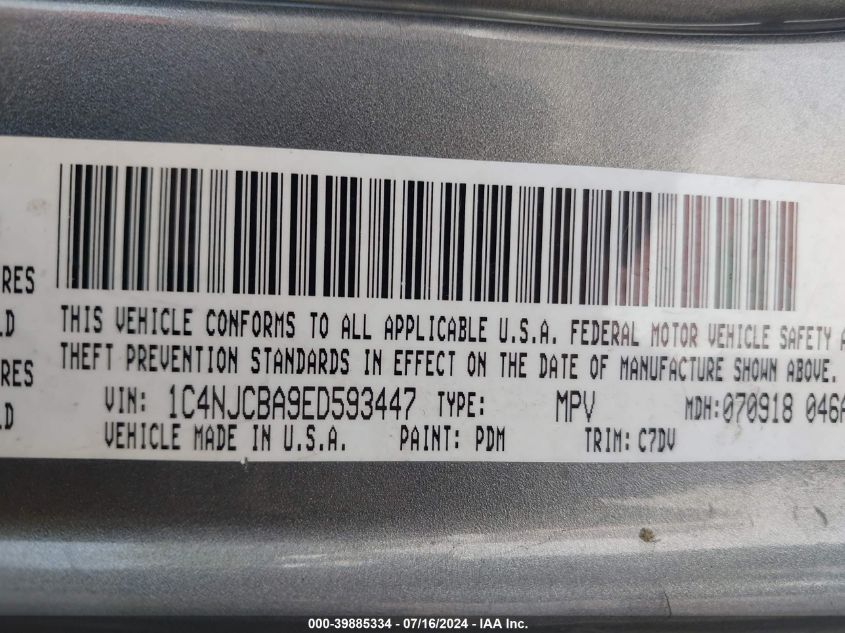 RES
LD
RES
LD
THIS VEHICLE CONFORMS TO ALL APPLICABLE U.S.A. FEDERAL MOTOR VEHICLE SAFETY A
THEFT PREVENTION STANDARDS IN EFFECT ON THE DATE OF MANUFACTURE SHOWN ABOVE.
VIN: 1C4NJCBA9ED593447 TYPE: MPV MDH:070918 046A
VEHICLE MADE IN U.S.A. PAINT: PDM TRIM: C7DV
000-39885334 - 07/16/2024 - IAA Inc.